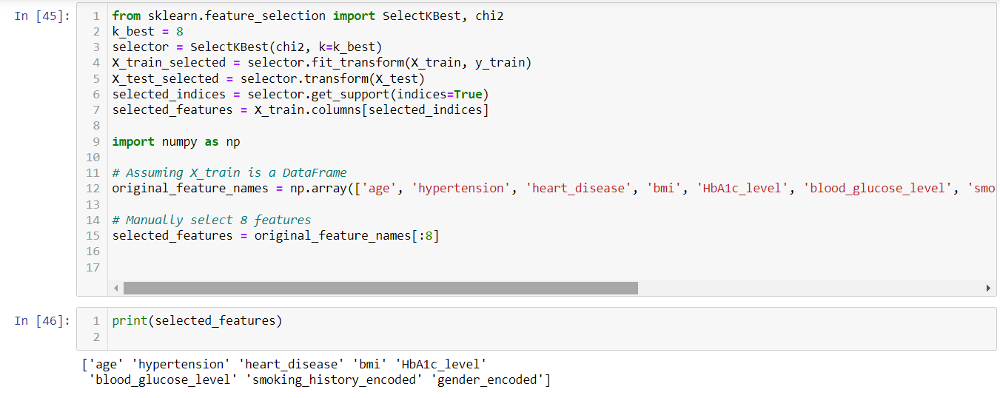 In [45]:
1 from sklearn.feature_selection import SelectKBest, chi2
2 k_best = 8
3 selector = SelectKBest(chi2, k=k_best)
4 X_train_selected = selector.fit_transform(X_train, y_train)
5 X_test_selected = selector.transform(X_test)
6 selected_indices = selector.get_support(indices=True)
7 selected_features = X_train.columns[selected_indices]
8
9 import numpy as np
10
11 # Assuming X_train is a DataFrame
12 original_feature_names = np.array(['age', 'hypertension', 'heart_disease', 'bmi', 'HbA1c_level', 'blood_glucose_level', 'smo
13
14 # Manually select 8 features
15 selected_features = original_feature_names[:8]
16
17
In [46]:
1 print(selected_features)
2
['age' 'hypertension' 'heart_disease' 'bmi' 'HbA1c_level'
 'blood_glucose_level' 'smoking_history_encoded' 'gender_encoded']